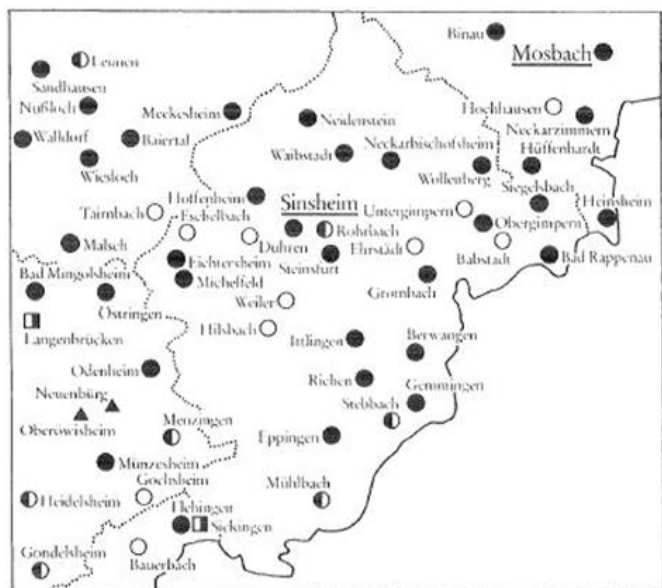 Binau
Mosbach
Leimen
Sandhausen
Nußloch
Meckesheim
Neidenstein
Hochhausen
Neckarzimmern
Walldorf
Baiertal
Neckarbischofsheim
Hüffenhardt
Waibstadt
Wiesloch
Wollenberg
Siegelsbach
Hoffenheim
Heinsheim
Tairnbach
Eschelbach
Sinsheim
Untergimpern
Rohrbach
Obergimpern
Malsch
Dühren
Ehrstädt
Babstadt
Eichtersheim
Steinsfurt
Bad Rappenau
Bad Mingolsheim
Michelfeld
Grombach
Weiler
Östringen
Langenbrücken
Hilsbach
Ittlingen
Berwangen
Odenheim
Richen
Gemmingen
Neuenbürg
Stebbach
Oberöwisheim
Menzingen
Eppingen
Münzesheim
Gochsheim
Heidelsheim
Mühlbach
Flehingen
Sickingen
Gondelsheim
Bauerbach